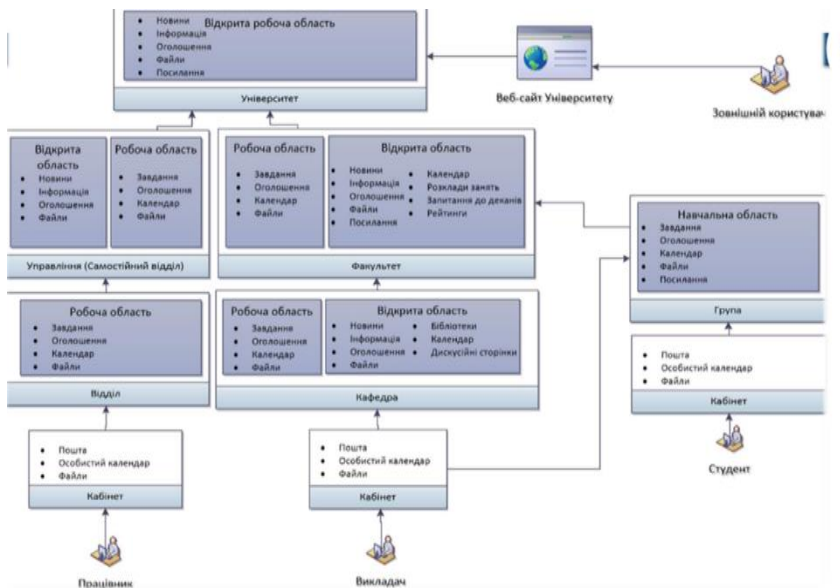 Відкрита робоча область
Новини
Інформація
Оголошення
Файли
Посилання
Університет
Веб-сайт Університету
Зовнішній користувач
Відкрита область
Новини
Інформація
Оголошення
Файли
Робоча область
Завдання
Оголошення
Календар
Файли
Управління (Самостійний відділ)
Робоча область
Завдання
Оголошення
Календар
Файли
Відкрита область
Новини
Інформація
Оголошення
Файли
Посилання
Календар
Розклади занять
Запитання до деканів
Рейтинги
Факультет
Навчальна область
Завдання
Оголошення
Календар
Файли
Посилання
Група
Робоча область
Завдання
Оголошення
Календар
Файли
Відділ
Робоча область
Завдання
Оголошення
Календар
Файли
Відкрита область
Новини
Інформація
Оголошення
Файли
Бібліотеки
Календар
Дискусійні сторінки
Кафедра
Пошта
Особистий календар
Файли
Кабінет
Студент
Пошта
Особистий календар
Файли
Кабінет
Працівник
Пошта
Особистий календар
Файли
Кабінет
Викладач